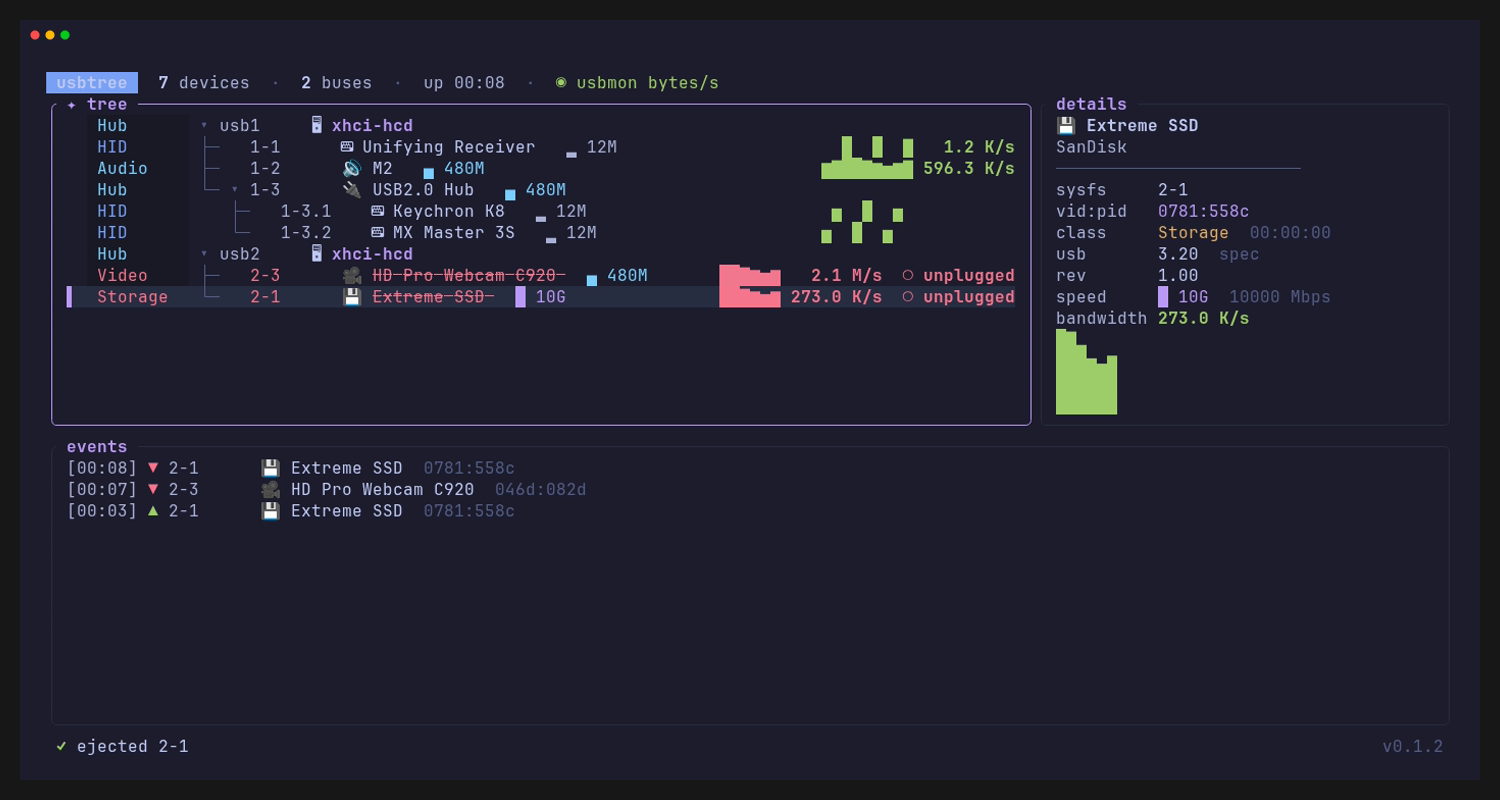 usbtree 7 devices · 2 buses · up 00:08 · ◉ usbmon bytes/s
✦ tree
Hub ▾ usb1 xhci-hcd
HID 1-1 Unifying Receiver 12M 1.2 K/s
Audio 1-2 M2 480M 596.3 K/s
Hub ▾ 1-3 USB2.0 Hub 480M
HID 1-3.1 Keychron K8 12M
HID 1-3.2 MX Master 3S 12M
Hub ▾ usb2 xhci-hcd
Video 2-3 HD Pro Webcam C920 480M 2.1 M/s ○ unplugged
Storage 2-1 Extreme SSD 10G 273.0 K/s ○ unplugged
details
Extreme SSD
SanDisk
sysfs 2-1
vid:pid 0781:558c
class Storage 00:00:00
usb 3.20 spec
rev 1.00
speed 10G 10000 Mbps
bandwidth 273.0 K/s
events
[00:08] ▼ 2-1 Extreme SSD 0781:558c
[00:07] ▼ 2-3 HD Pro Webcam C920 046d:082d
[00:03] ▲ 2-1 Extreme SSD 0781:558c
✓ ejected 2-1
v0.1.2